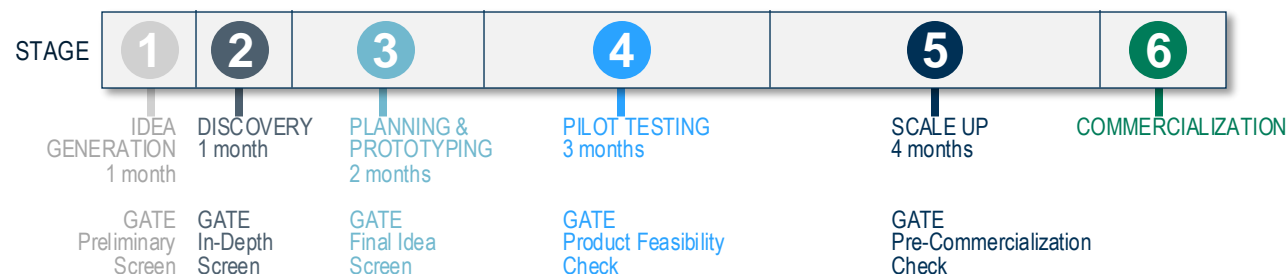 STAGE
1
2
3
4
5
6
IDEA
GENERATION
1 month
DISCOVERY
1 month
PLANNING &
PROTOTYPING
2 months
PILOT TESTING
3 months
SCALE UP
4 months
COMMERCIALIZATION
GATE
Preliminary
Screen
GATE
In-Depth
Screen
GATE
Final Idea
Screen
GATE
Product Feasibility
Check
GATE
Pre-Commercialization
Check